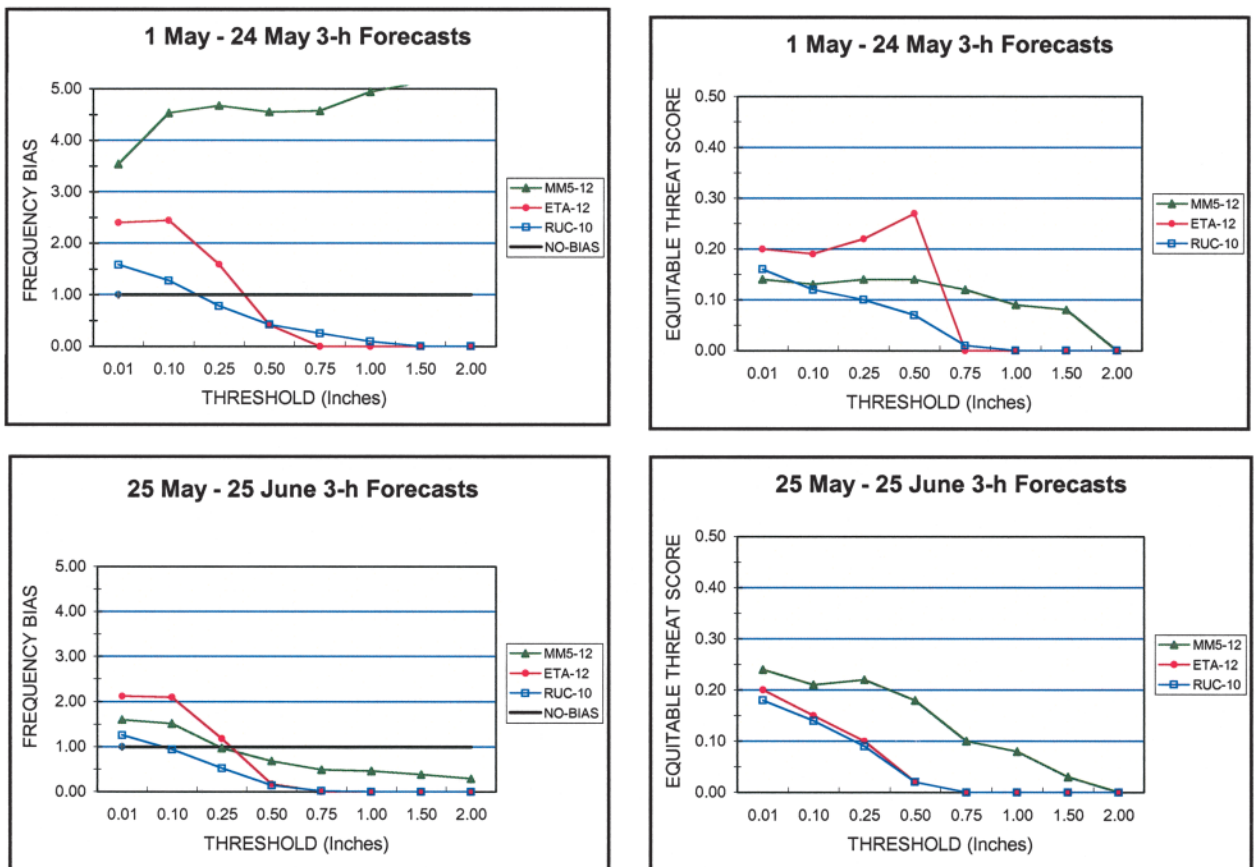 1 May - 24 May 3-h Forecasts
FREQUENCY BIAS
5.00
4.00
3.00
2.00
1.00
0.00
0.01 0.10 0.25 0.50 0.75 1.00 1.50 2.00
THRESHOLD (Inches)
MM5-12
ETA-12
RUC-10
NO-BIAS
1 May - 24 May 3-h Forecasts
EQUITABLE THREAT SCORE
0.50
0.40
0.30
0.20
0.10
0.00
0.01 0.10 0.25 0.50 0.75 1.00 1.50 2.00
THRESHOLD (Inches)
MM5-12
ETA-12
RUC-10
25 May - 25 June 3-h Forecasts
FREQUENCY BIAS
5.00
4.00
3.00
2.00
1.00
0.00
0.01 0.10 0.25 0.50 0.75 1.00 1.50 2.00
THRESHOLD (Inches)
MM5-12
ETA-12
RUC-10
NO-BIAS
25 May - 25 June 3-h Forecasts
EQUITABLE THREAT SCORE
0.50
0.40
0.30
0.20
0.10
0.00
0.01 0.10 0.25 0.50 0.75 1.00 1.50 2.00
THRESHOLD (Inches)
MM5-12
ETA-12
RUC-10